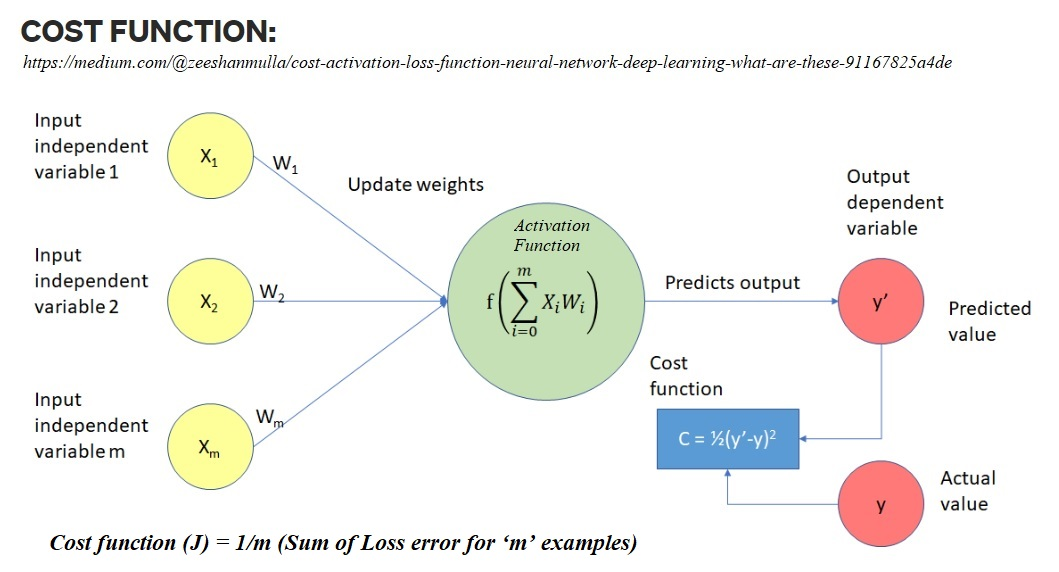 COST FUNCTION:
https://medium.com/@zeeshanmulla/cost-activation-loss-function-neural-network-deep-learning-what-are-these-91167825a4de
Input
independent
variable 1
X₁
W₁
Update weights
Input
independent
variable 2
X₂
W₂
Input
independent
variable m
Xₘ
Wₘ
Activation
Function
m
f(∑ XᵢWᵢ)
i=0
Predicts output
Output
dependent
variable
y’
Predicted
value
Cost
function
C = ½(y’-y)²
y
Actual
value
Cost function (J) = 1/m (Sum of Loss error for ‘m’ examples)